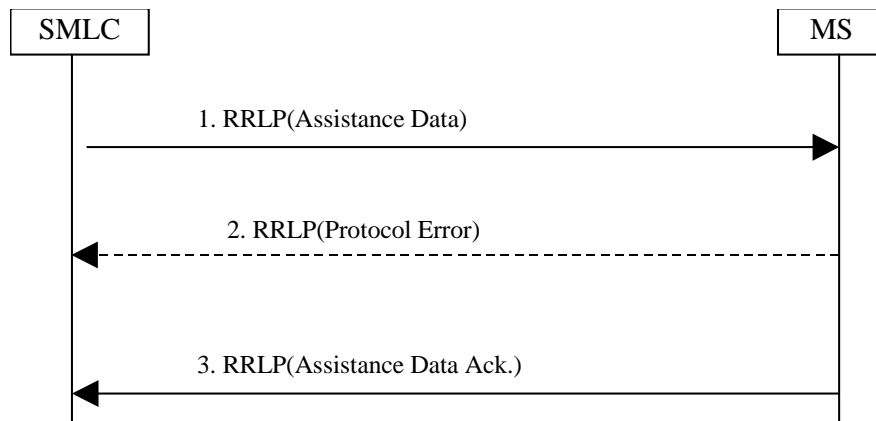 SMLC
MS
1. RRLP(Assistance Data)
2. RRLP(Protocol Error)
3. RRLP(Assistance Data Ack.)